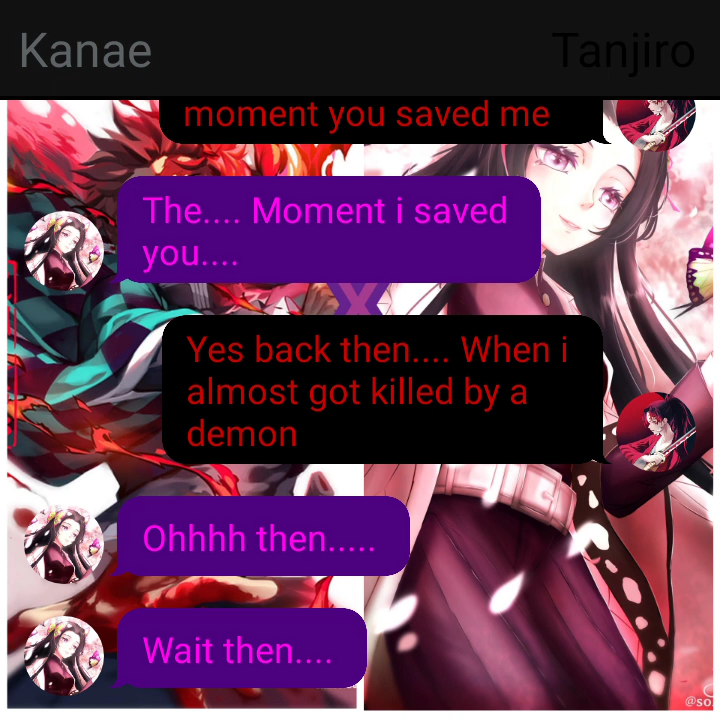 Kanae
Tanjiro
moment you saved me
The.... Moment i saved
you....
X
Yes back then.... When i
almost got killed by a
demon
Ohhhh then.....
Wait then....